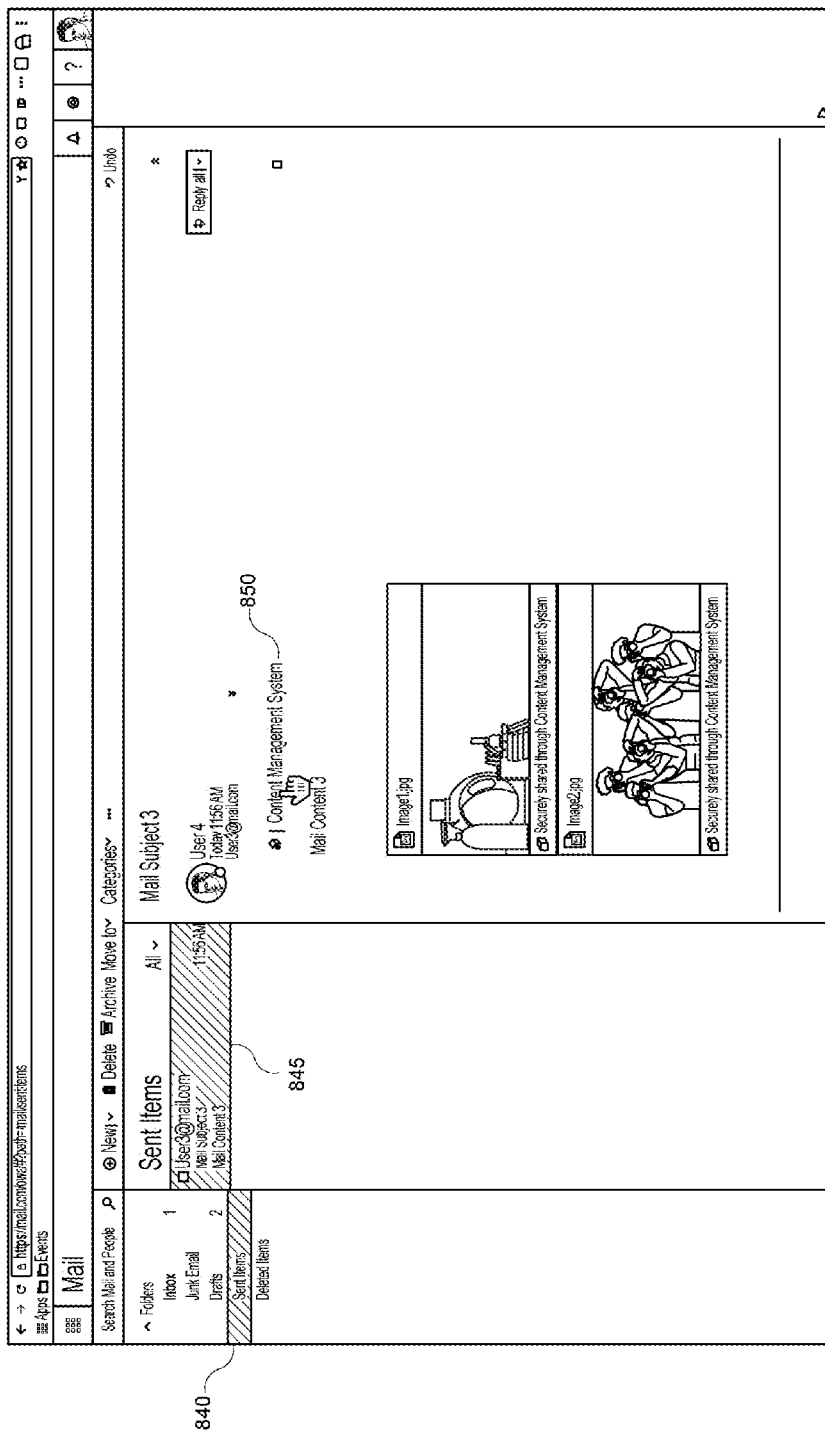 https://mail.com/owa/#?path=mail/sentitems
Apps Events
Mail ?
Search Mail and People
New | Delete Archive Move to Categories ... Undo
Folders
Inbox 1
Junk Email
Drafts 2
Sent Items
Deleted Items
840
Sent Items All
User3@mail.com
Mail Subject 3 11:56 AM
Mail Content 3
845
Mail Subject 3
User 4
Today 11:56 AM
User3@mail.com
Reply all |
| Content Management System
850
Mail Content 3
Image1.jpg
Securely shared through Content Management System
Image2.jpg
Securely shared through Content Management System